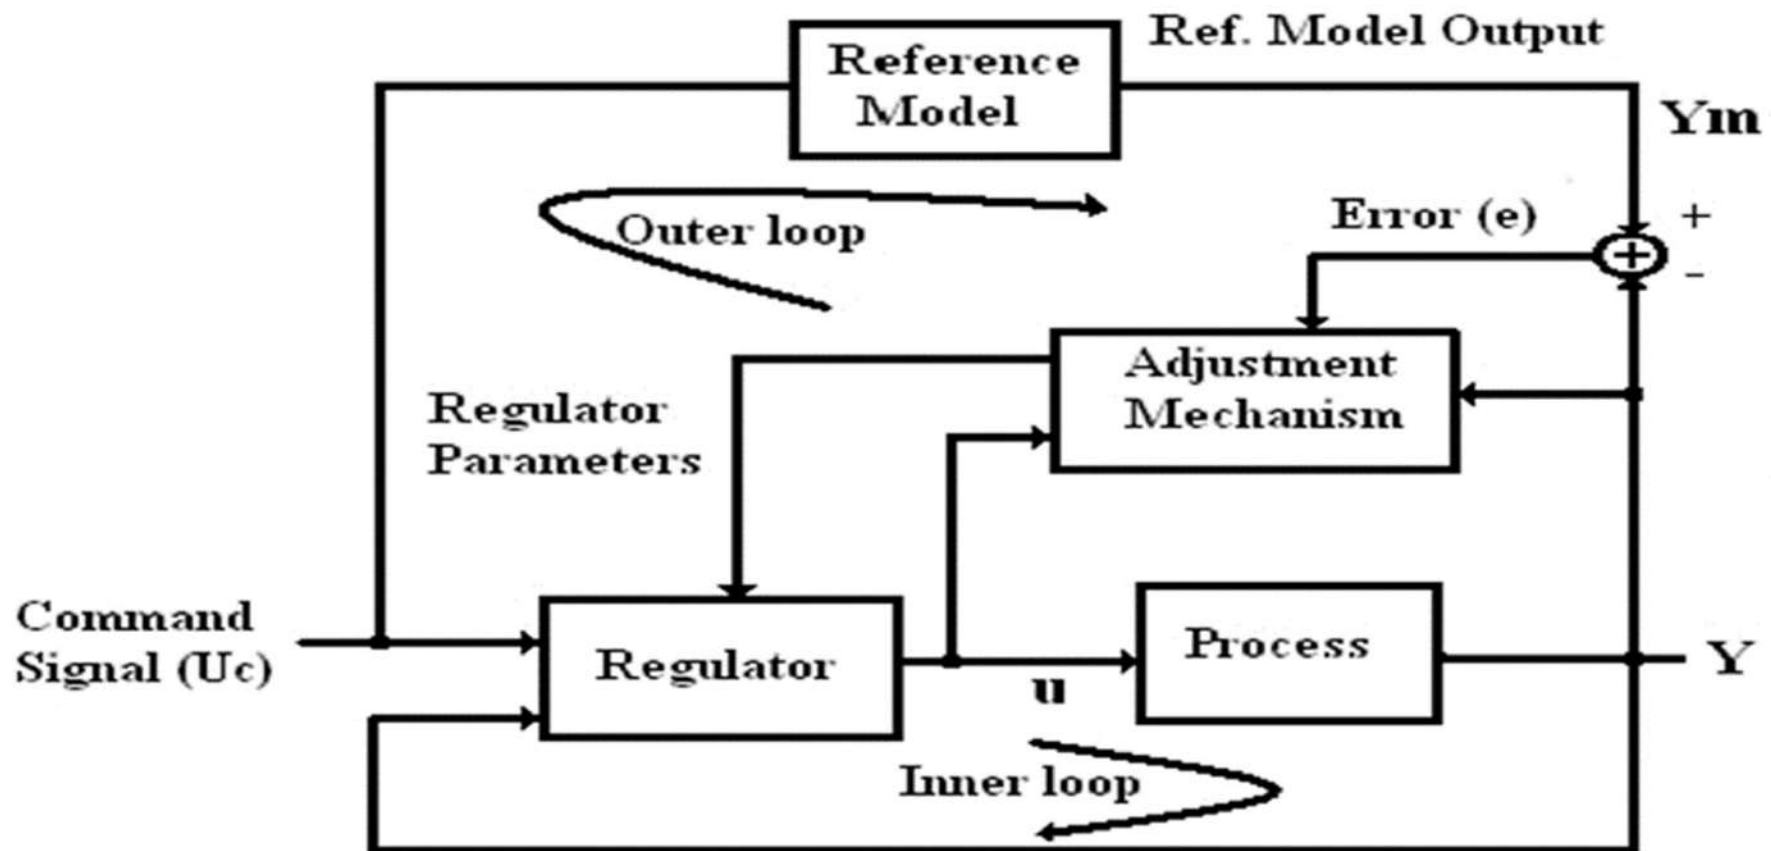 Ref. Model Output
Reference
Model
Ym
Error (e)
+
+
-
Outer loop
Adjustment
Mechanism
Regulator
Parameters
Command
Signal (Uc)
Regulator
u
Process
Y
Inner loop